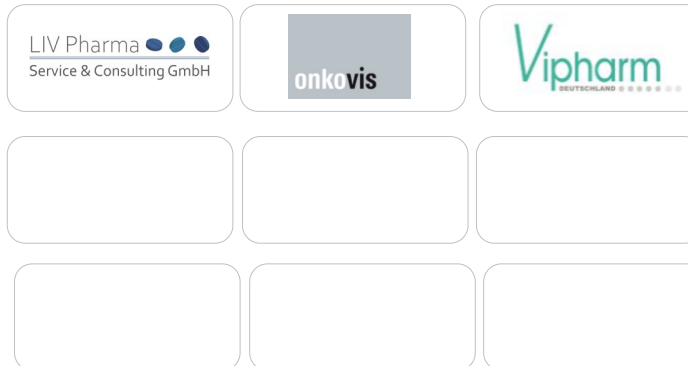 LIV Pharma
Service & Consulting GmbH
onkovis
Vipharm
DEUTSCHLAND